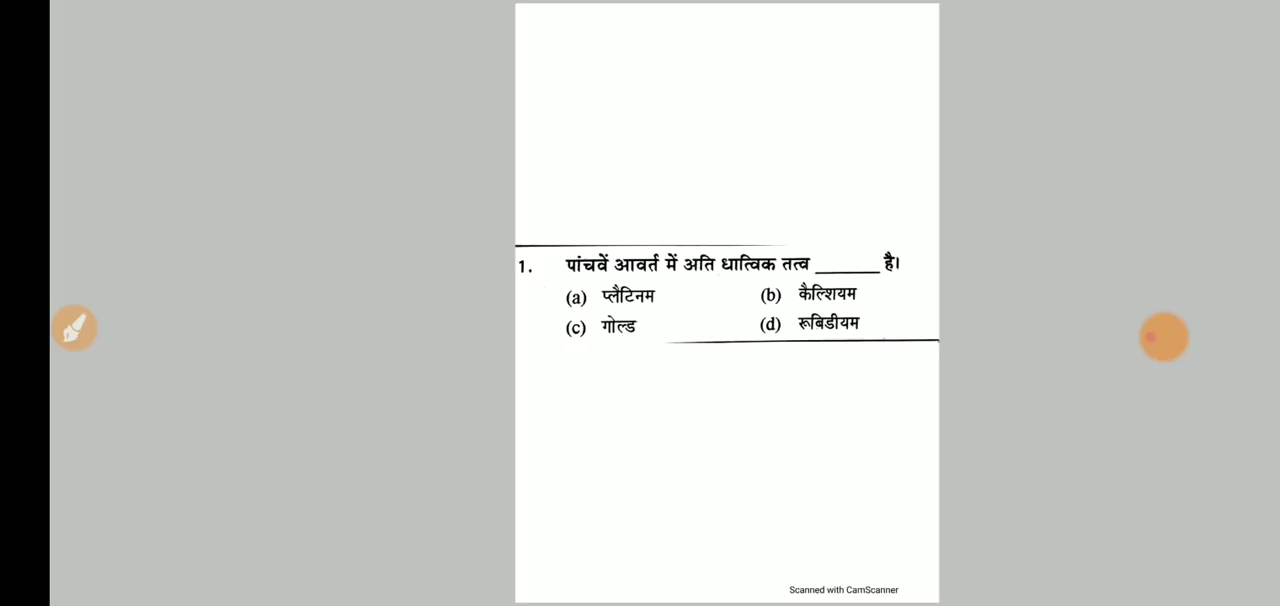 1. पांचवें आवर्त में अति धात्विक तत्व ______ है।
(a) प्लैटिनम (b) कैल्शियम
(c) गोल्ड (d) रूबिडीयम
Scanned with CamScanner